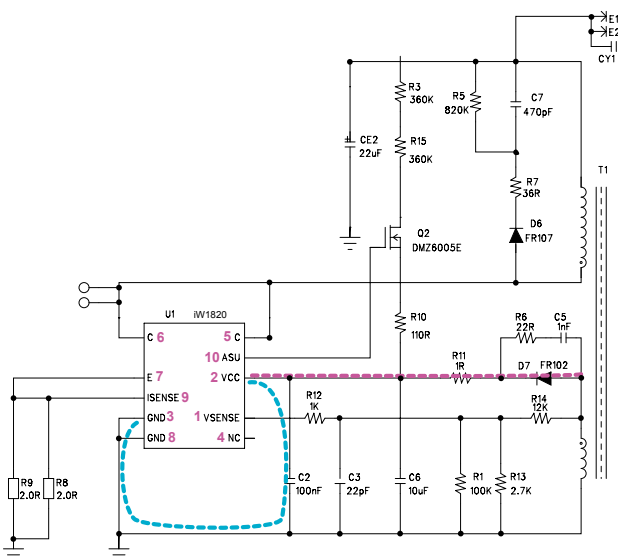 E1
E2
CY1
R3
360K
R5
820K
C7
470pF
CE2
22uF
R15
360K
T1
R7
36R
D6
FR107
Q2
DMZ6005E
U1 iW1820
R10
110R
R6
22R
C5
1nF
C 6 5 C
10 ASU
R11
1R
D7 FR102
E 7 2 VCC
ISENSE 9
R12
1K
R14
12K
GND 3 1 VSENSE
GND 8 4 NC
R9
2.0R
R8
2.0R
C2
100nF
C3
22pF
C6
10uF
R1
100K
R13
2.7K